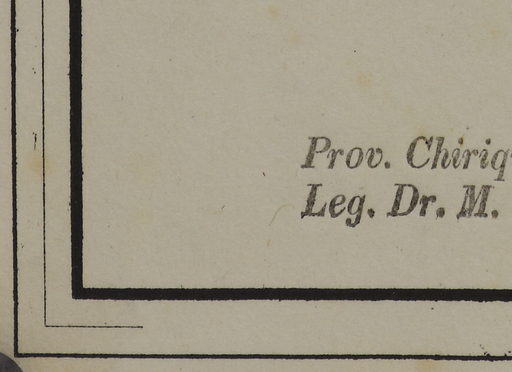 Prov. Chiriq
Leg. Dr. M.